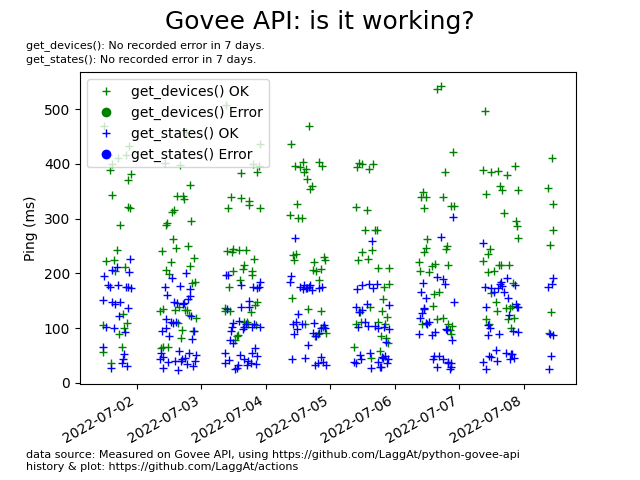 Govee API: is it working?
get_devices(): No recorded error in 7 days.
get_states(): No recorded error in 7 days.
get_devices() OK
get_devices() Error
get_states() OK
get_states() Error
Ping (ms)
500
400
300
200
100
0
2022-07-02
2022-07-03
2022-07-04
2022-07-05
2022-07-06
2022-07-07
2022-07-08
data source: Measured on Govee API, using https://github.com/LaggAt/python-govee-api
history & plot: https://github.com/LaggAt/actions